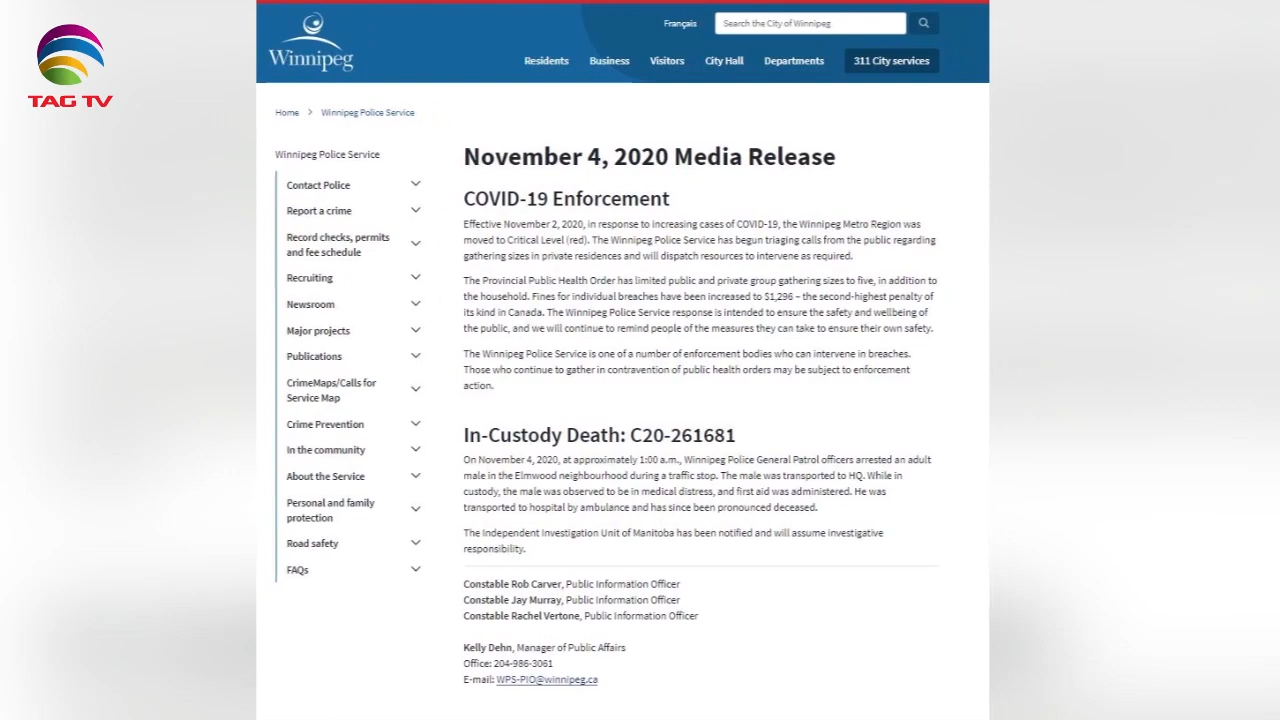 TAG TV
Winnipeg
Français
Search the City of Winnipeg
Residents Business Visitors City Hall Departments 311 City services
Home > Winnipeg Police Service
Winnipeg Police Service
Contact Police
Report a crime
Record checks, permits
and fee schedule
Recruiting
Newsroom
Major projects
Publications
CrimeMaps/Calls for
Service Map
Crime Prevention
In the community
About the Service
Personal and family
protection
Road safety
FAQs
November 4, 2020 Media Release
COVID-19 Enforcement
Effective November 2, 2020, in response to increasing cases of COVID-19, the Winnipeg Metro Region was
moved to Critical Level (red). The Winnipeg Police Service has begun triaging calls from the public regarding
gathering sizes in private residences and will dispatch resources to intervene as required.
The Provincial Public Health Order has limited public and private group gathering sizes to five, in addition to
the household. Fines for individual breaches have been increased to $1,296 – the second-highest penalty of
its kind in Canada. The Winnipeg Police Service response is intended to ensure the safety and wellbeing of
the public, and we will continue to remind people of the measures they can take to ensure their own safety.
The Winnipeg Police Service is one of a number of enforcement bodies who can intervene in breaches.
Those who continue to gather in contravention of public health orders may be subject to enforcement
action.
In-Custody Death: C20-261681
On November 4, 2020, at approximately 1:00 a.m., Winnipeg Police General Patrol officers arrested an adult
male in the Elmwood neighbourhood during a traffic stop. The male was transported to HQ. While in
custody, the male was observed to be in medical distress, and first aid was administered. He was
transported to hospital by ambulance and has since been pronounced deceased.
The Independent Investigation Unit of Manitoba has been notified and will assume investigative
responsibility.
Constable Rob Carver, Public Information Officer
Constable Jay Murray, Public Information Officer
Constable Rachel Vertone, Public Information Officer
Kelly Dehn, Manager of Public Affairs
Office: 204-986-3061
E-mail: WPS-PIO@winnipeg.ca